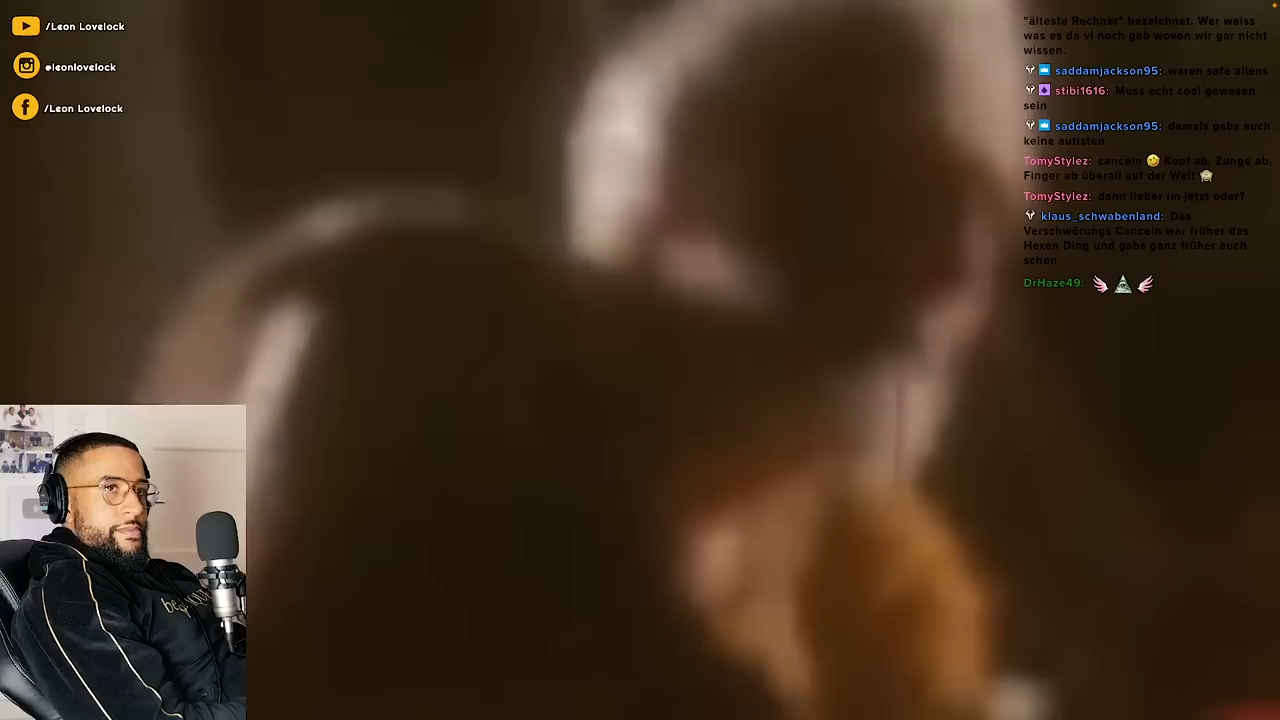 /Leon Lovelock
@leonlovelock
/Leon Lovelock
"älteste Rechner" bezeichnet. Wer weiss
was es da vl noch gab wovon wir gar nicht
wissen.
saddamjackson95: waren safe aliens
stibi1616: Muss echt cool gewesen
sein
saddamjackson95: damals gabs auch
keine autisten
TomyStylez: canceln 🤣 Kopf ab. Zunge ab,
Finger ab überall auf der Welt 🙈
TomyStylez: dann lieber im jetzt oder?
klaus_schwabenland: Das
Verschwörungs Canceln war früher das
Hexen Ding und gabs ganz früher auch
schon
DrHaze49: